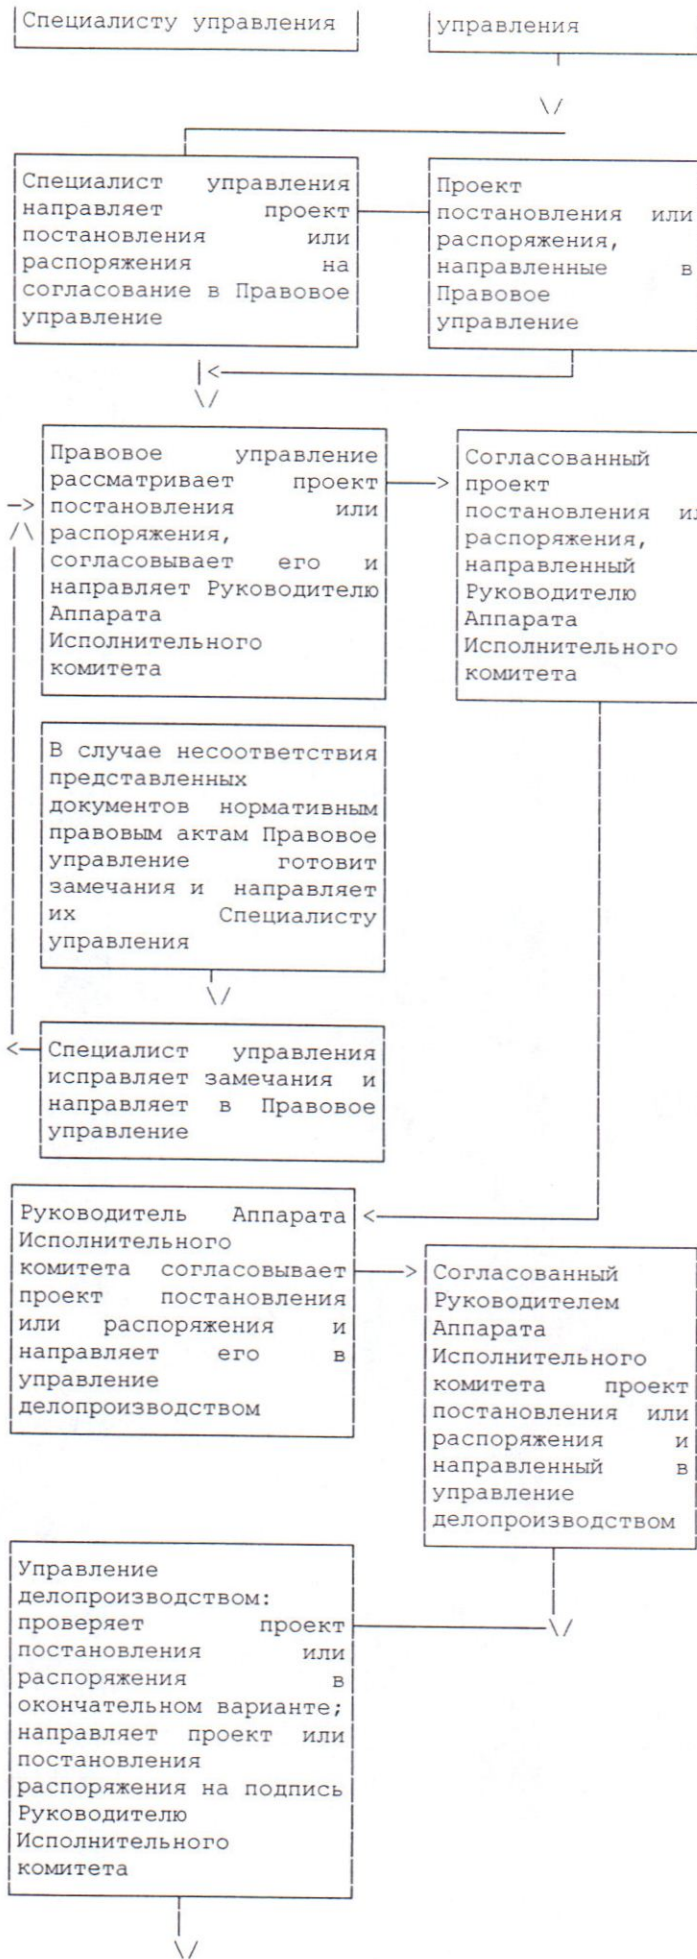 Специалисту управления
управления
Специалист управления
направляет проект
постановления или
распоряжения на
согласование в Правовое
управление
Проект
постановления или
распоряжения,
направленные в
Правовое
управление
Правовое управление
рассматривает проект
постановления или
распоряжения,
согласовывает его и
направляет Руководителю
Аппарата
Исполнительного
комитета
Согласованный
проект
постановления ил
распоряжения,
направленный
Руководителю
Аппарата
Исполнительного
комитета
В случае несоответствия
представленных
документов нормативным
правовым актам Правовое
управление готовит
замечания и направляет
их Специалисту
управления
Специалист управления
исправляет замечания и
направляет в Правовое
управление
Руководитель Аппарата
Исполнительного
комитета согласовывает
проект постановления
или распоряжения и
направляет его в
управление
делопроизводством
Согласованный
Руководителем
Аппарата
Исполнительного
комитета проект
постановления или
распоряжения и
направленный в
управление
делопроизводством
Управление
делопроизводством:
проверяет проект
постановления или
распоряжения в
окончательном варианте;
направляет проект или
постановления
распоряжения на подпись
Руководителю
Исполнительного
комитета